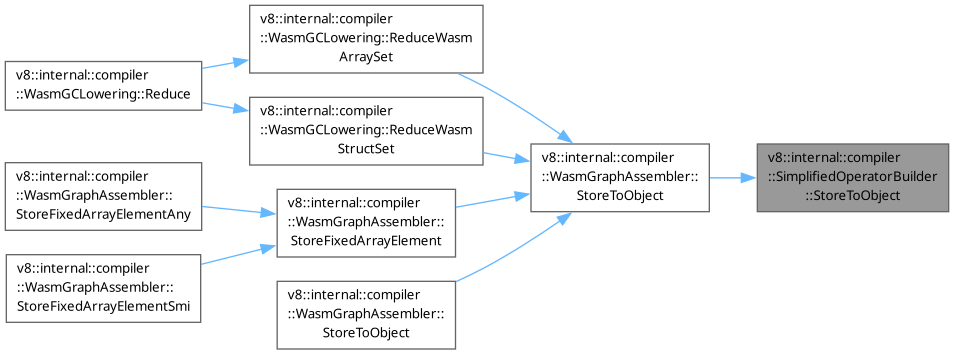 v8::internal::compiler
::WasmGCLowering::Reduce
v8::internal::compiler
::WasmGCLowering::ReduceWasm
ArraySet
v8::internal::compiler
::WasmGCLowering::ReduceWasm
StructSet
v8::internal::compiler
::WasmGraphAssembler::
StoreFixedArrayElementAny
v8::internal::compiler
::WasmGraphAssembler::
StoreFixedArrayElementSmi
v8::internal::compiler
::WasmGraphAssembler::
StoreFixedArrayElement
v8::internal::compiler
::WasmGraphAssembler::
StoreToObject
v8::internal::compiler
::WasmGraphAssembler::
StoreToObject
v8::internal::compiler
::SimplifiedOperatorBuilder
::StoreToObject